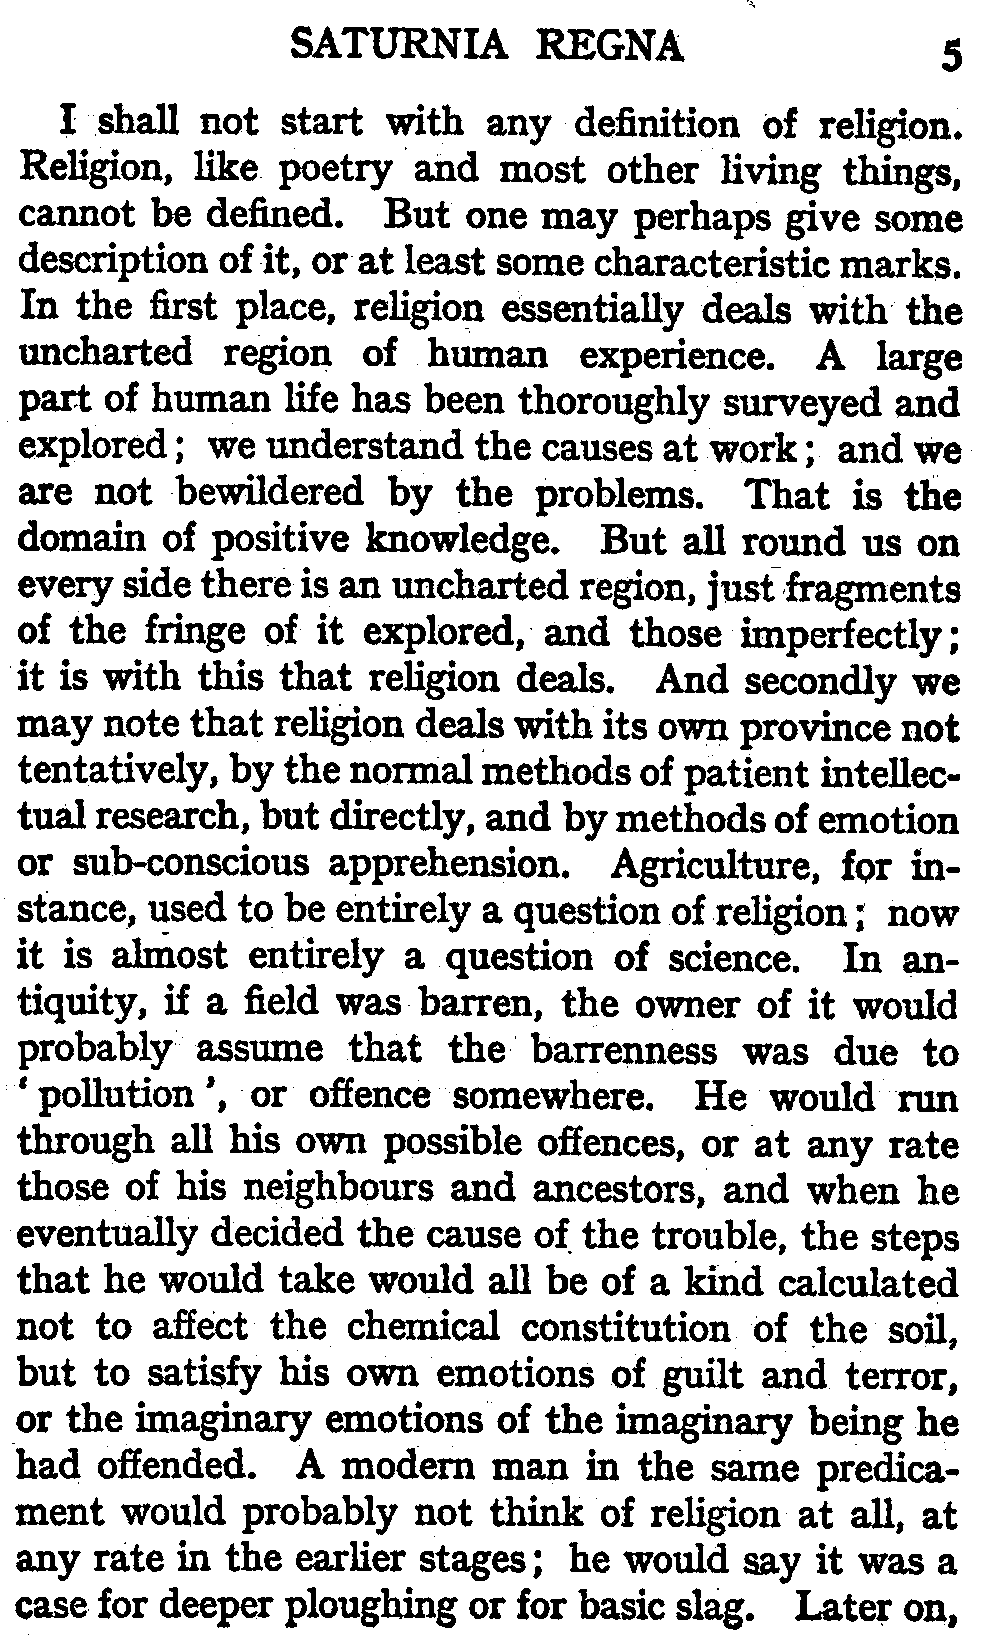 SATURNIA REGNA 5
I shall not start with any definition of religion.
Religion, like poetry and most other living things,
cannot be defined. But one may perhaps give some
description of it, or at least some characteristic marks.
In the first place, religion essentially deals with the
uncharted region of human experience. A large
part of human life has been thoroughly surveyed and
explored; we understand the causes at work; and we
are not bewildered by the problems. That is the
domain of positive knowledge. But all round us on
every side there is an uncharted region, just fragments
of the fringe of it explored, and those imperfectly;
it is with this that religion deals. And secondly we
may note that religion deals with its own province not
tentatively, by the normal methods of patient intellec-
tual research, but directly, and by methods of emotion
or sub-conscious apprehension. Agriculture, for in-
stance, used to be entirely a question of religion; now
it is almost entirely a question of science. In an-
tiquity, if a field was barren, the owner of it would
probably assume that the barrenness was due to
‘pollution’, or offence somewhere. He would run
through all his own possible offences, or at any rate
those of his neighbours and ancestors, and when he
eventually decided the cause of the trouble, the steps
that he would take would all be of a kind calculated
not to affect the chemical constitution of the soil,
but to satisfy his own emotions of guilt and terror,
or the imaginary emotions of the imaginary being he
had offended. A modern man in the same predica-
ment would probably not think of religion at all, at
any rate in the earlier stages; he would say it was a
case for deeper ploughing or for basic slag. Later on,